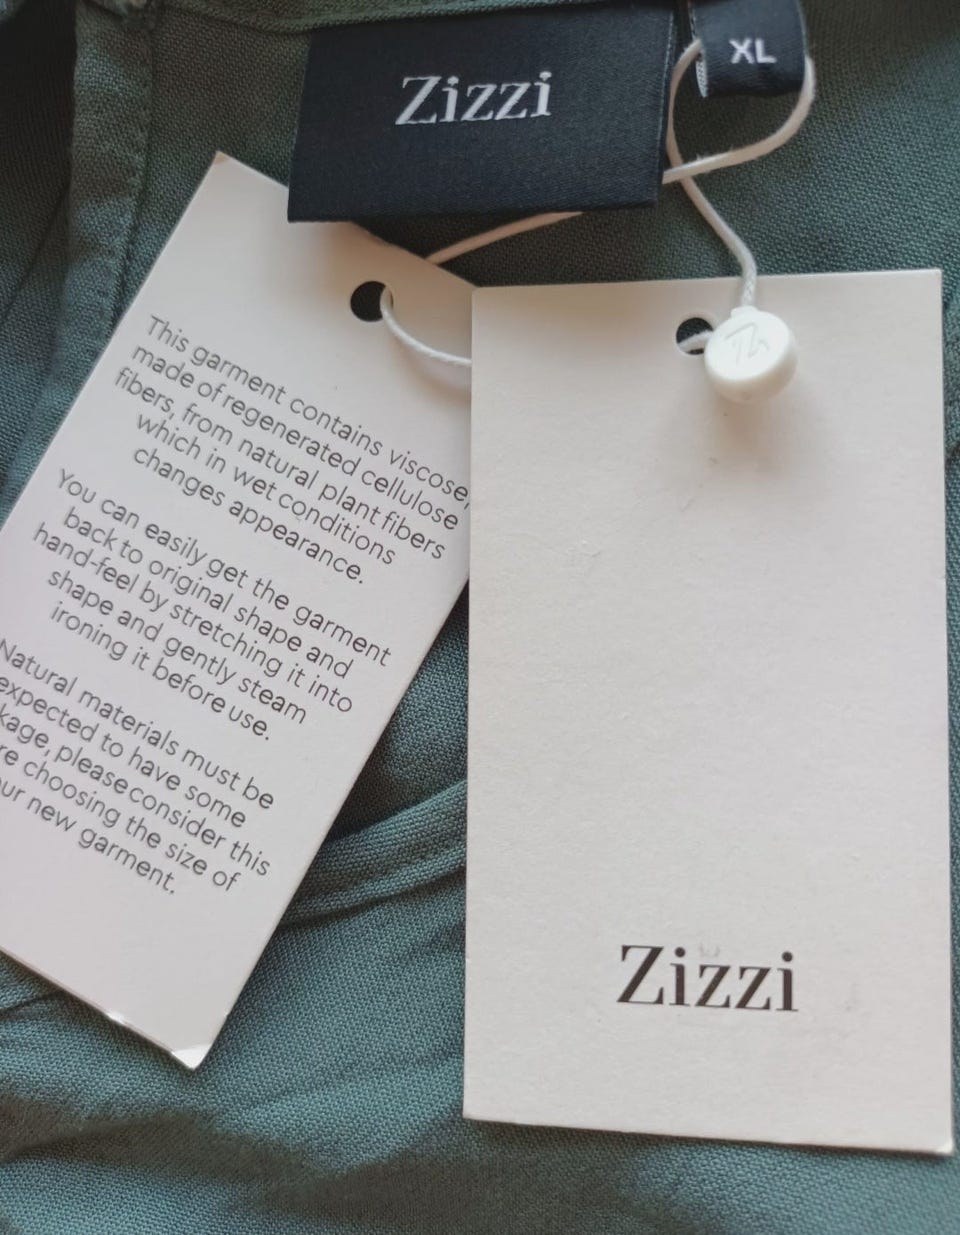 Zizzi
XL
This garment contains viscose,
made of regenerated cellulose
fibers, from natural plant fibers
which in wet conditions
changes appearance.
You can easily get the garment
back to original shape and
hand-feel by stretching it into
shape and gently steam
ironing it before use.
Natural materials must be
expected to have some
please consider this
choosing the size of
new garment.
Zizzi